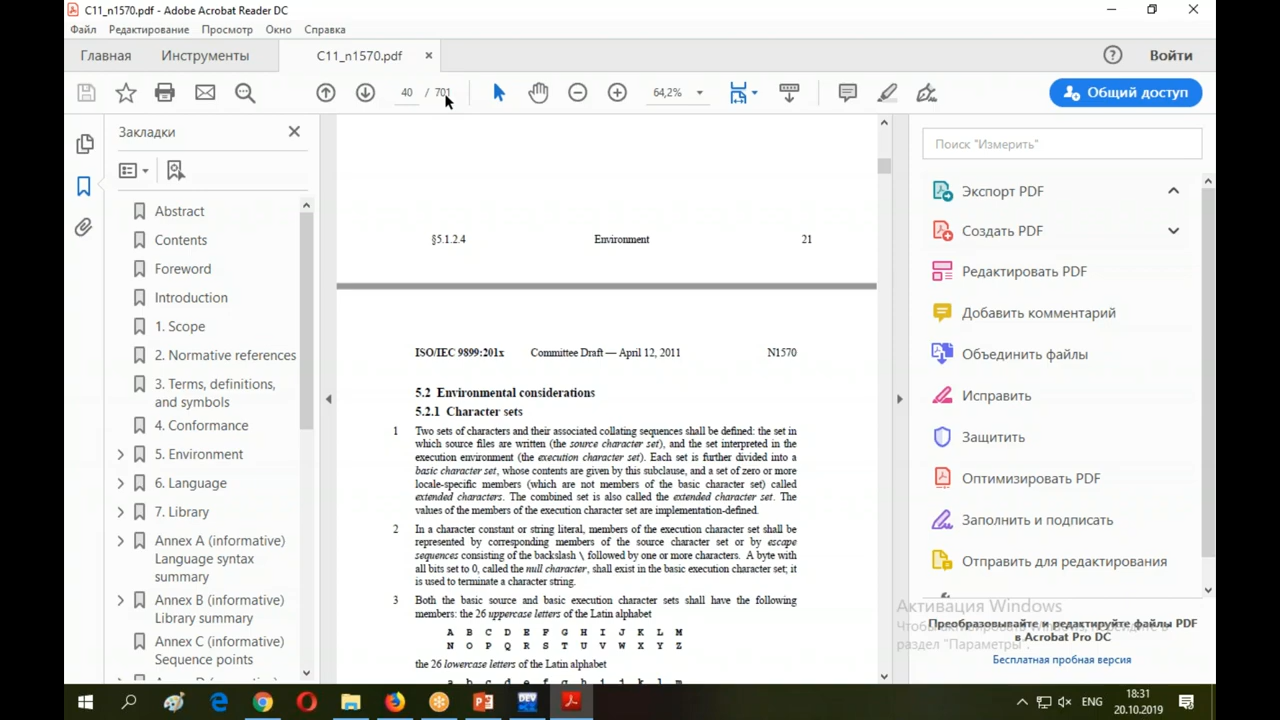 C11_n1570.pdf - Adobe Acrobat Reader DC
Файл Редактирование Просмотр Окно Справка
Главная Инструменты C11_n1570.pdf × Войти
40 / 701 64,2% Общий доступ
Закладки
Abstract
Contents
Foreword
Introduction
1. Scope
2. Normative references
3. Terms, definitions,
and symbols
4. Conformance
5. Environment
6. Language
7. Library
Annex A (informative)
Language syntax
summary
Annex B (informative)
Library summary
Annex C (informative)
Sequence points
§5.1.2.4 Environment 21
ISO/IEC 9899:201x Committee Draft — April 12, 2011 N1570
5.2 Environmental considerations
5.2.1 Character sets
1 Two sets of characters and their associated collating sequences shall be defined: the set in
which source files are written (the source character set), and the set interpreted in the
execution environment (the execution character set). Each set is further divided into a
basic character set, whose contents are given by this subclause, and a set of zero or more
locale-specific members (which are not members of the basic character set) called
extended characters. The combined set is also called the extended character set. The
values of the members of the execution character set are implementation-defined.
2 In a character constant or string literal, members of the execution character set shall be
represented by corresponding members of the source character set or by escape
sequences consisting of the backslash \ followed by one or more characters. A byte with
all bits set to 0, called the null character, shall exist in the basic execution character set; it
is used to terminate a character string.
3 Both the basic source and basic execution character sets shall have the following
members: the 26 uppercase letters of the Latin alphabet
A B C D E F G H I J K L M
N O P Q R S T U V W X Y Z
the 26 lowercase letters of the Latin alphabet
a b c d e f g h i j k l m
Поиск "Измерить"
Экспорт PDF
Создать PDF
Редактировать PDF
Добавить комментарий
Объединить файлы
Исправить
Защитить
Оптимизировать PDF
Заполнить и подписать
Отправить для редактирования
Активация Windows
Преобразовывайте и редактируйте файлы PDF
в Acrobat Pro DC
раздел "Параметры".
Бесплатная пробная версия
DEV
ENG
18:31
20.10.2019